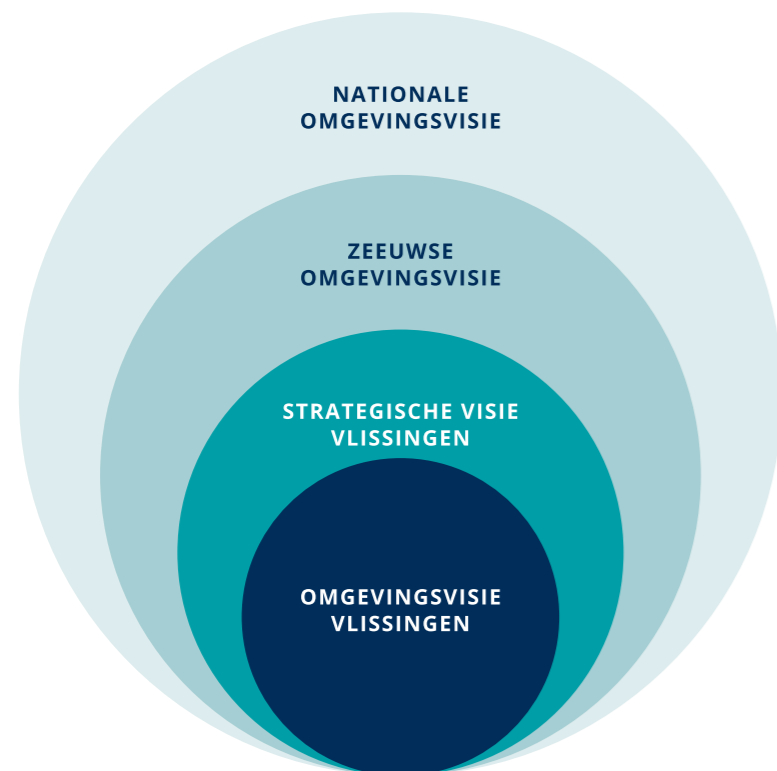 NATIONALE
OMGEVINGSVISIE
ZEEUWSE
OMGEVINGSVISIE
STRATEGISCHE VISIE
VLISSINGEN
OMGEVINGSVISIE
VLISSINGEN